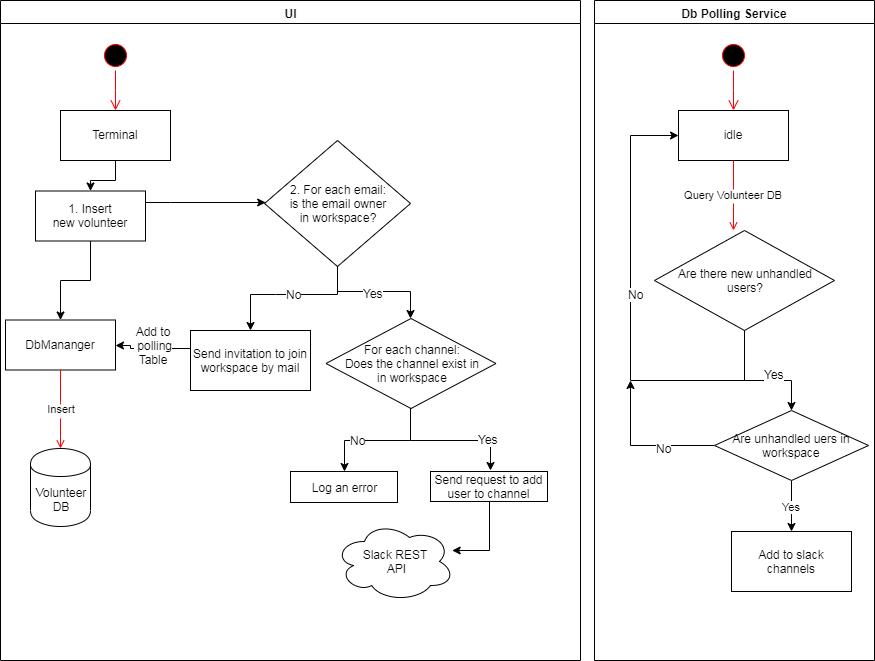 UI
Terminal
1. Insert
new volunteer
2. For each email:
is the email owner
in workspace?
No
Yes
DbMananger
Add to
polling
Table
Send invitation to join
workspace by mail
For each channel:
Does the channel exist in
in workspace
Insert
No
Yes
Volunteer
DB
Log an error
Send request to add
user to channel
Slack REST
API
Db Polling Service
idle
Query Volunteer DB
Are there new unhandled
users?
No
Yes
Are unhandled uers in
workspace
No
Yes
Add to slack
channels